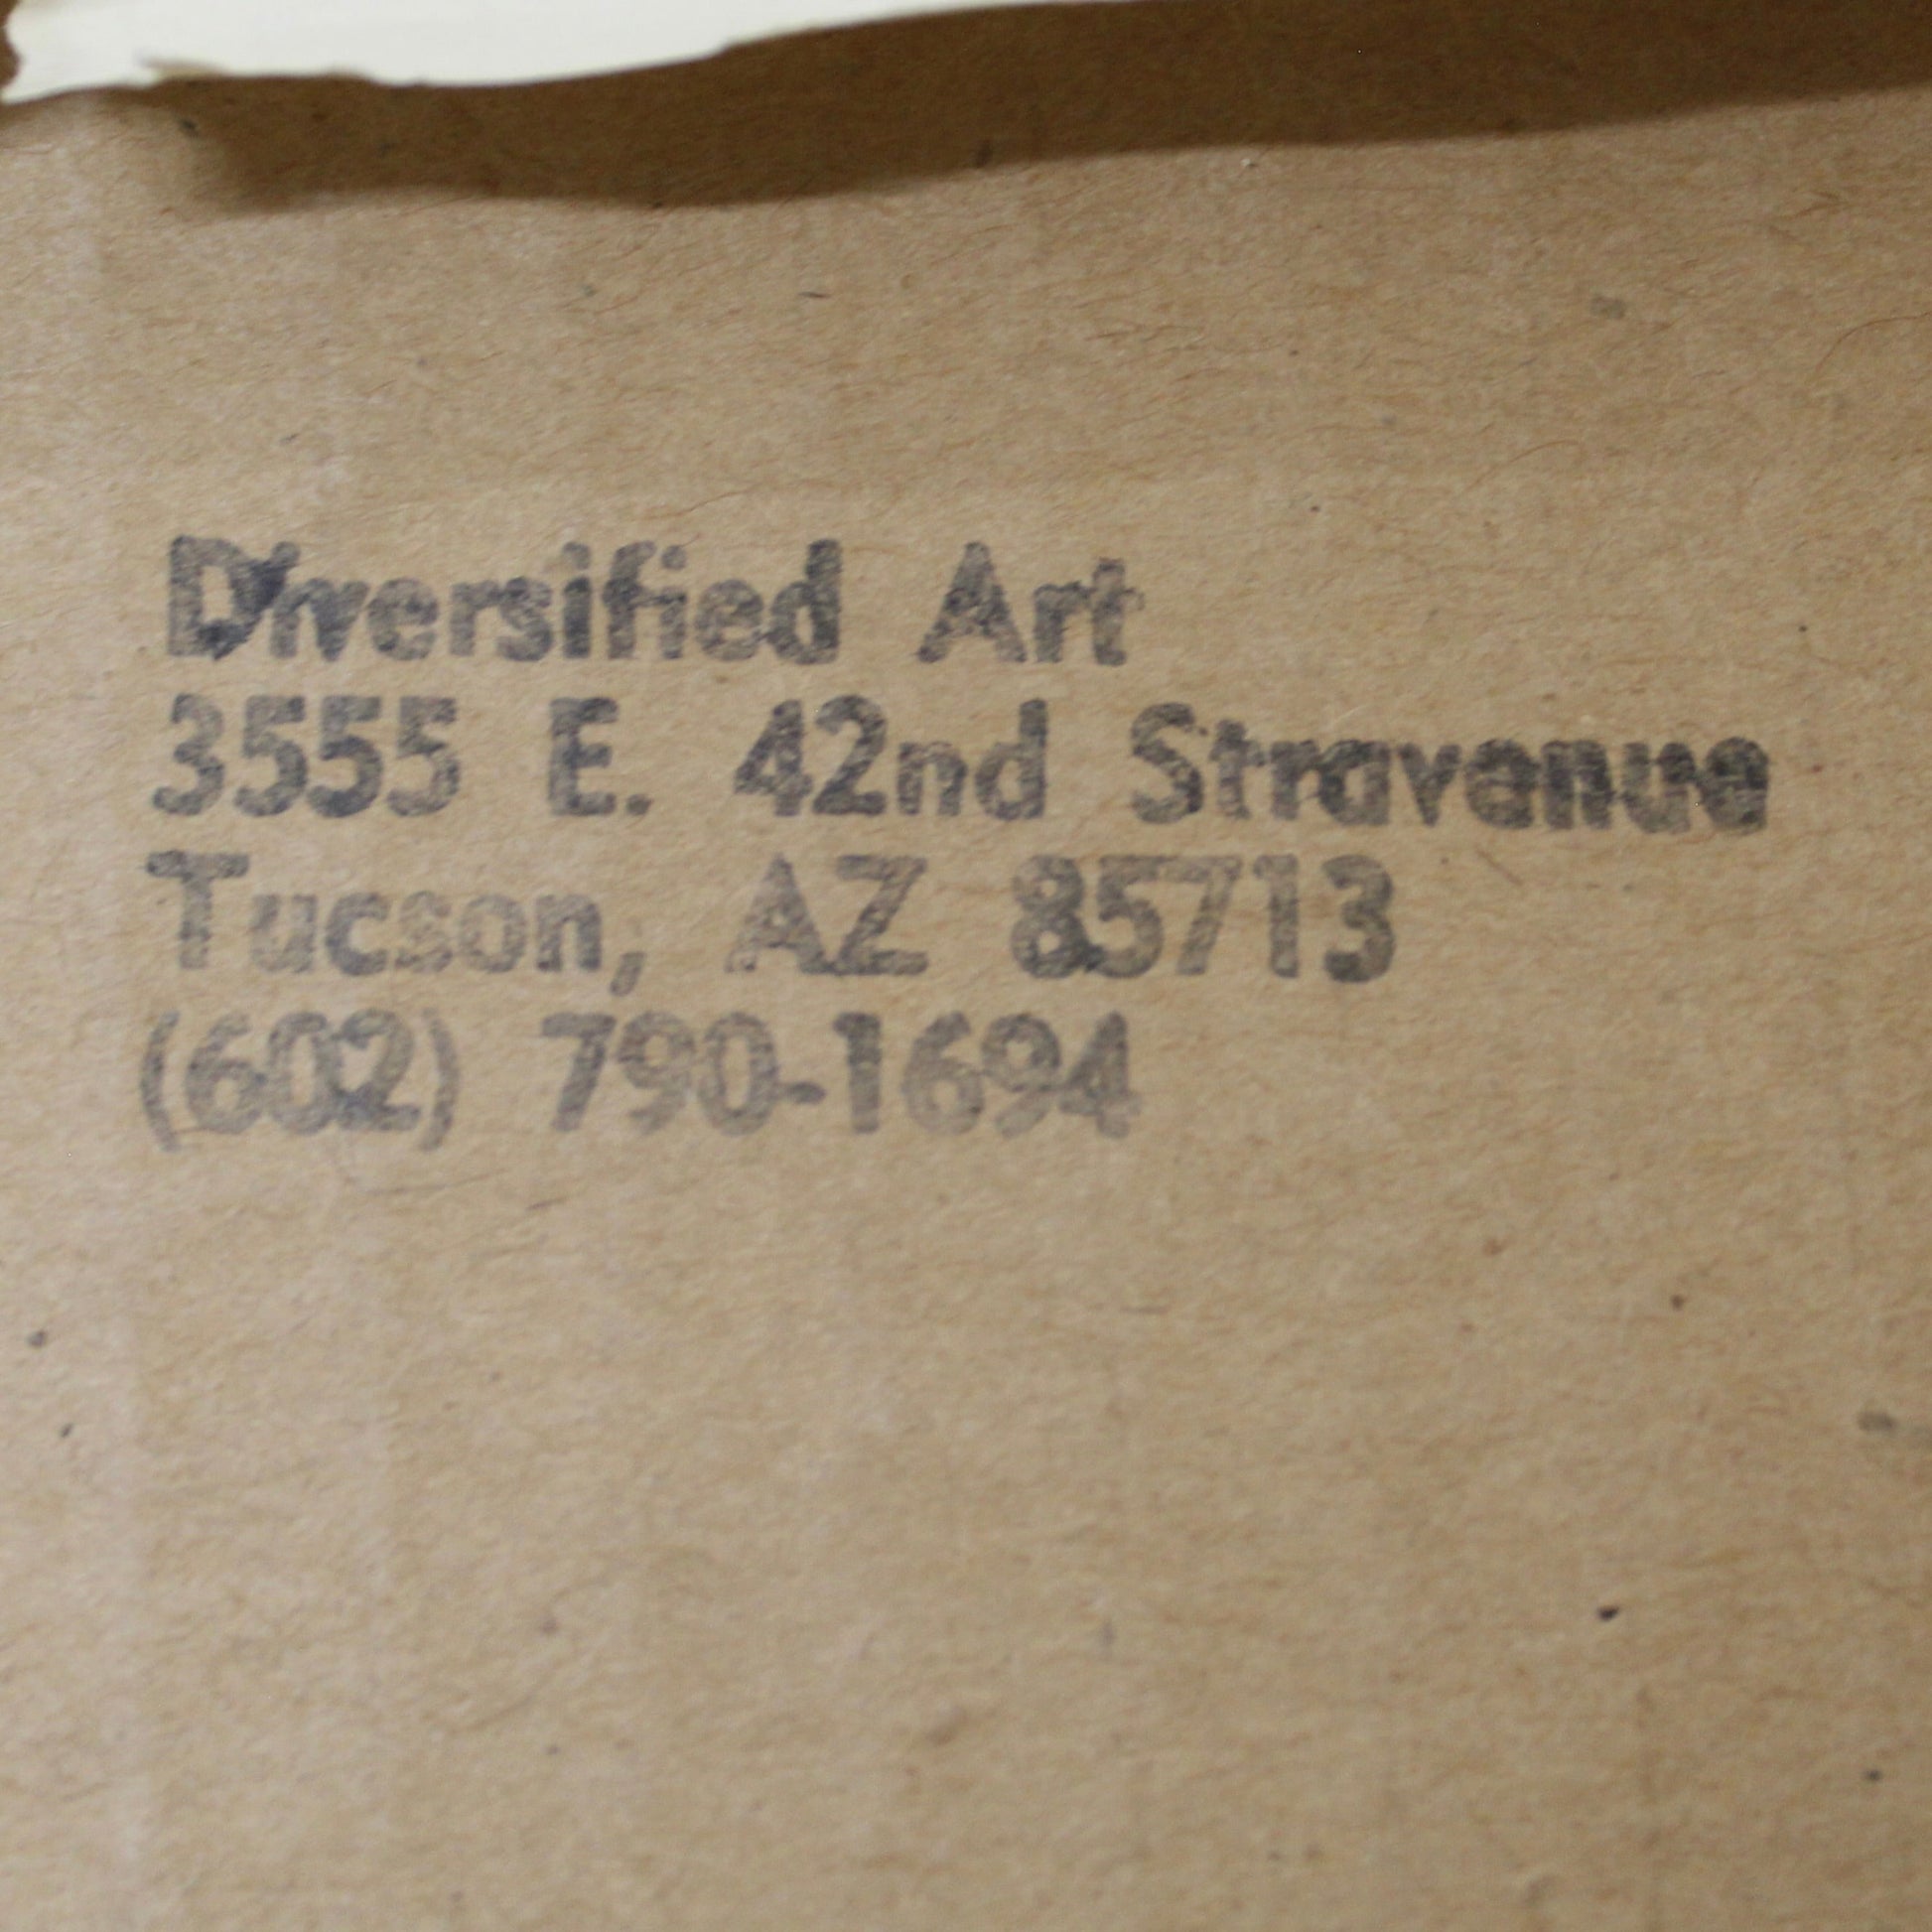 Diversified Art
3555 E. 42nd Stravenue
Tucson, AZ 85713
(602) 790-1694